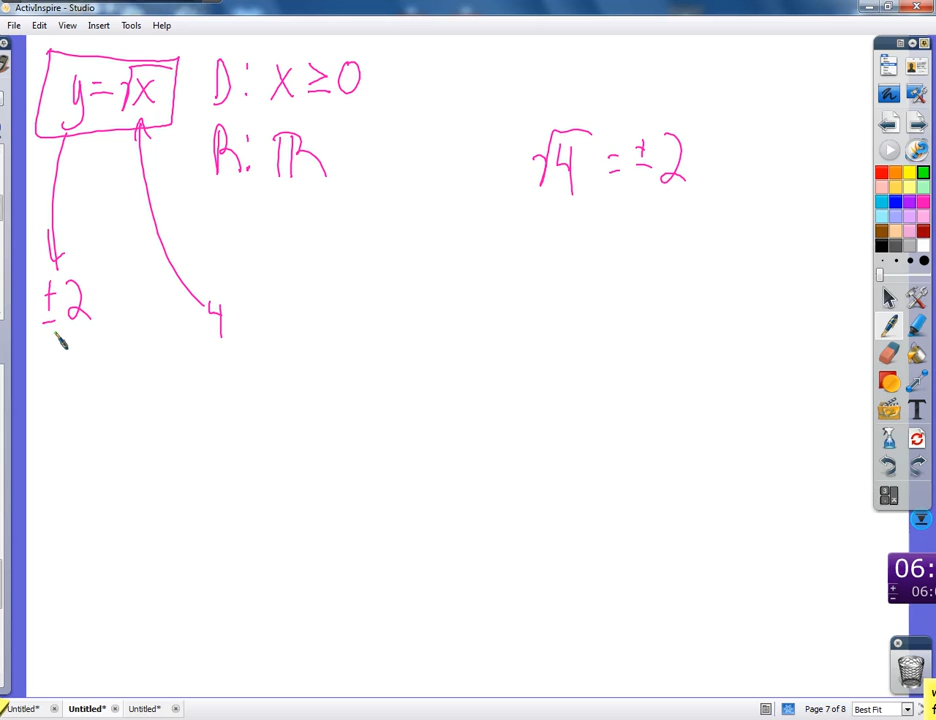 ActivInspire - Studio
File Edit View Insert Tools Help
y = √x D: x ≥ 0
R: ℝ
√4 = ± 2
± 2
4
06:
06:
Untitled* Untitled* Untitled* Page 7 of 8 Best Fit